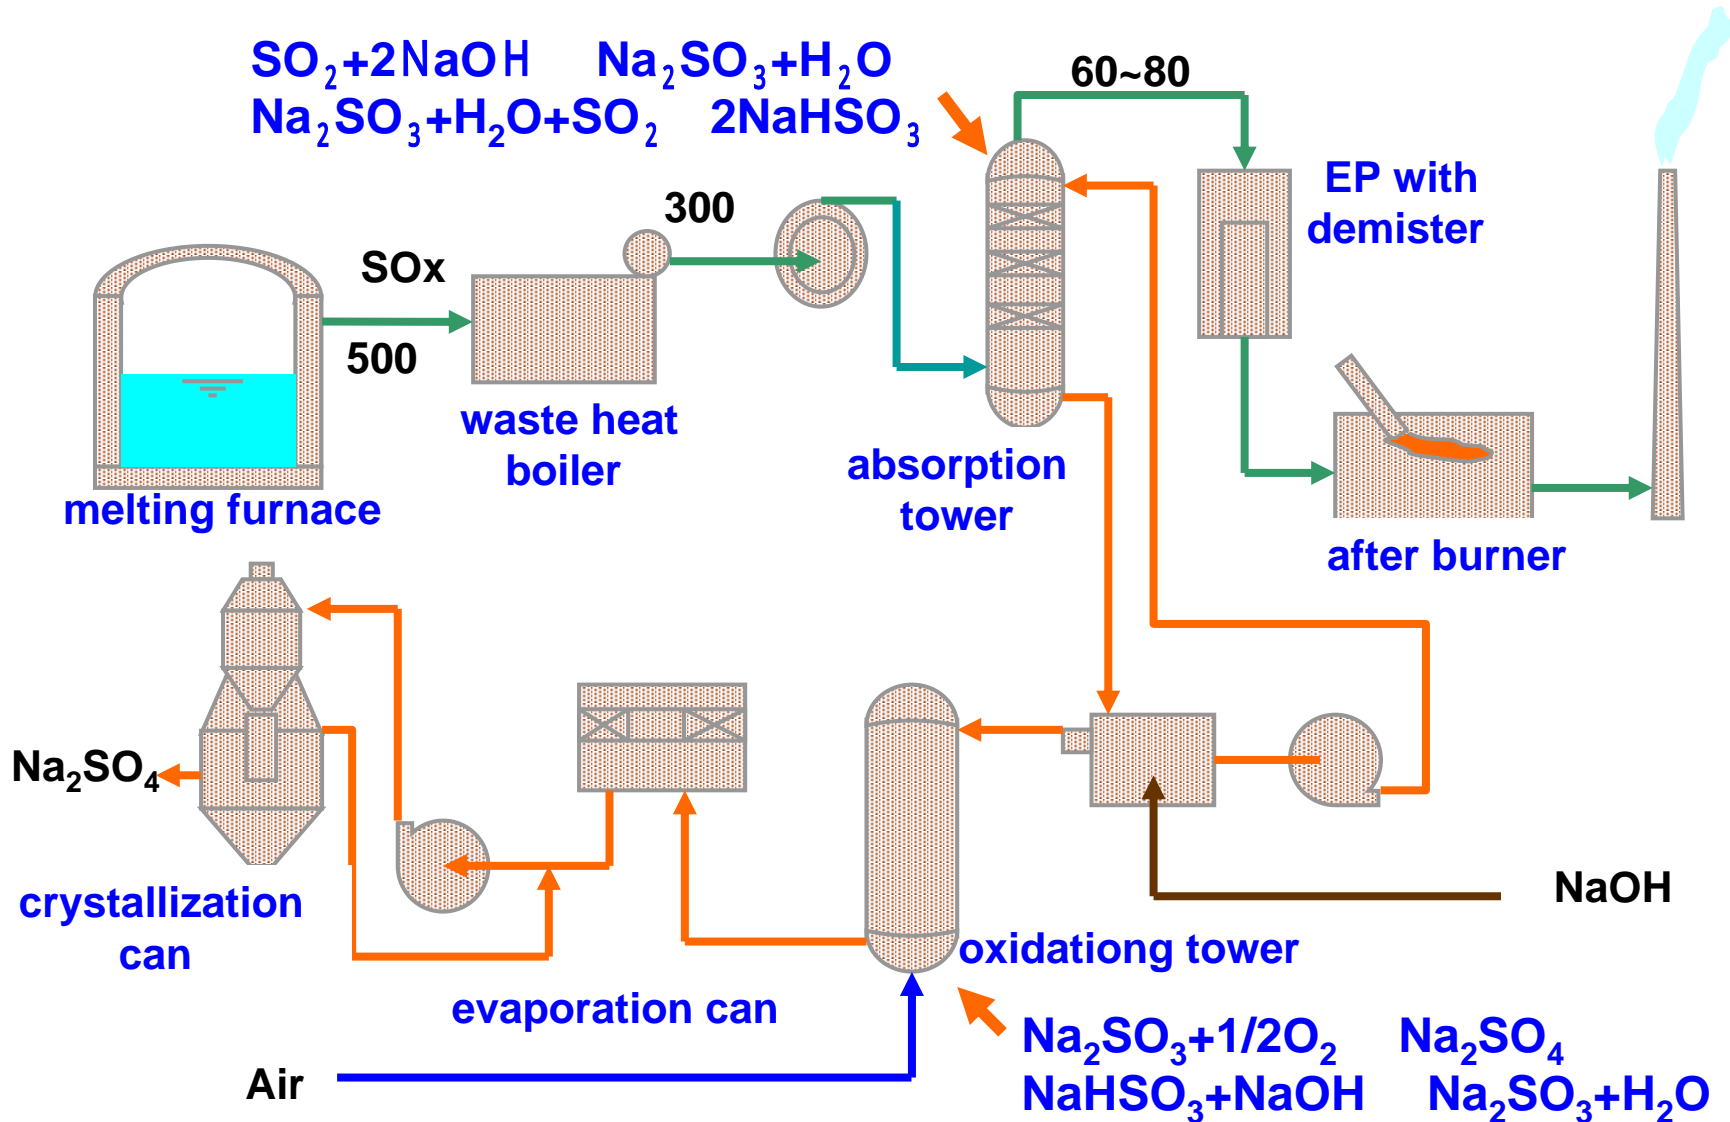 SO₂+2NaOH Na₂SO₃+H₂O
Na₂SO₃+H₂O+SO₂ 2NaHSO₃
60~80
EP with
demister
300
SOx
500
waste heat
boiler
melting furnace
absorption
tower
after burner
Na₂SO₄
crystallization
can
evaporation can
oxidationg tower
NaOH
Air
Na₂SO₃+1/2O₂ Na₂SO₄
NaHSO₃+NaOH Na₂SO₃+H₂O